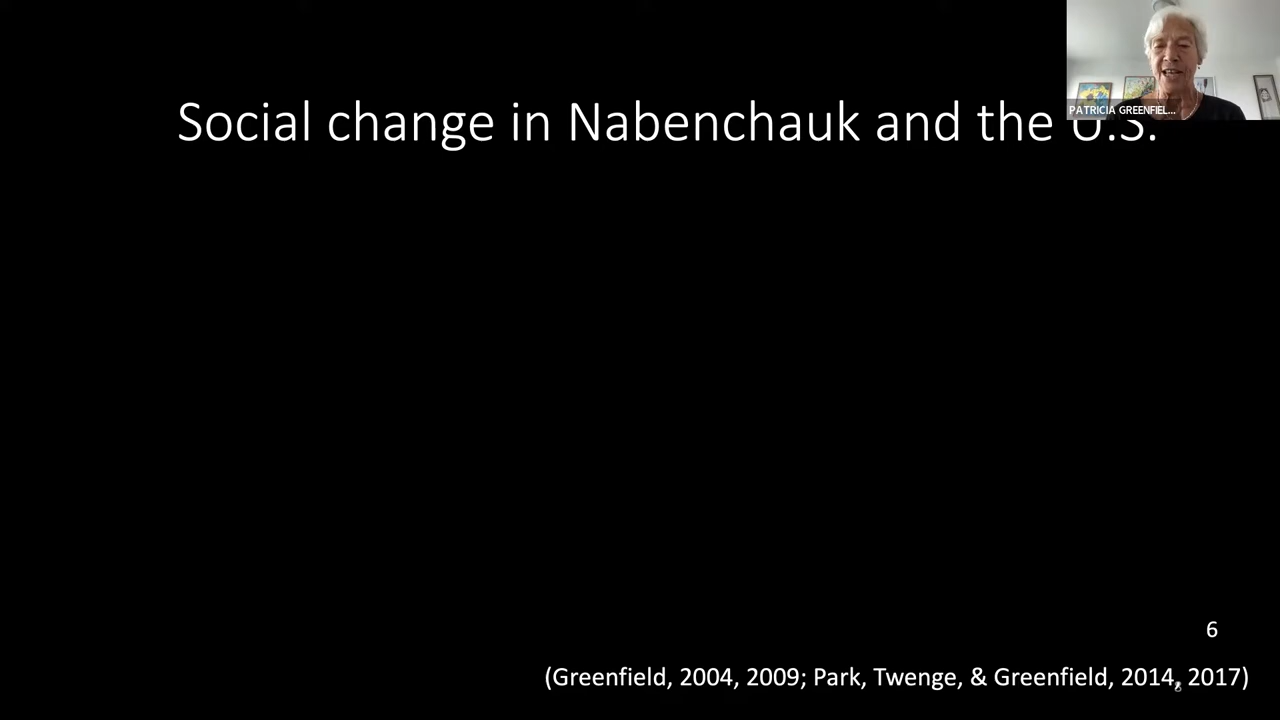 PATRICIA GREENFIEL...
Social change in Nabenchauk and the U.S.
6
(Greenfield, 2004, 2009; Park, Twenge, & Greenfield, 2014, 2017)